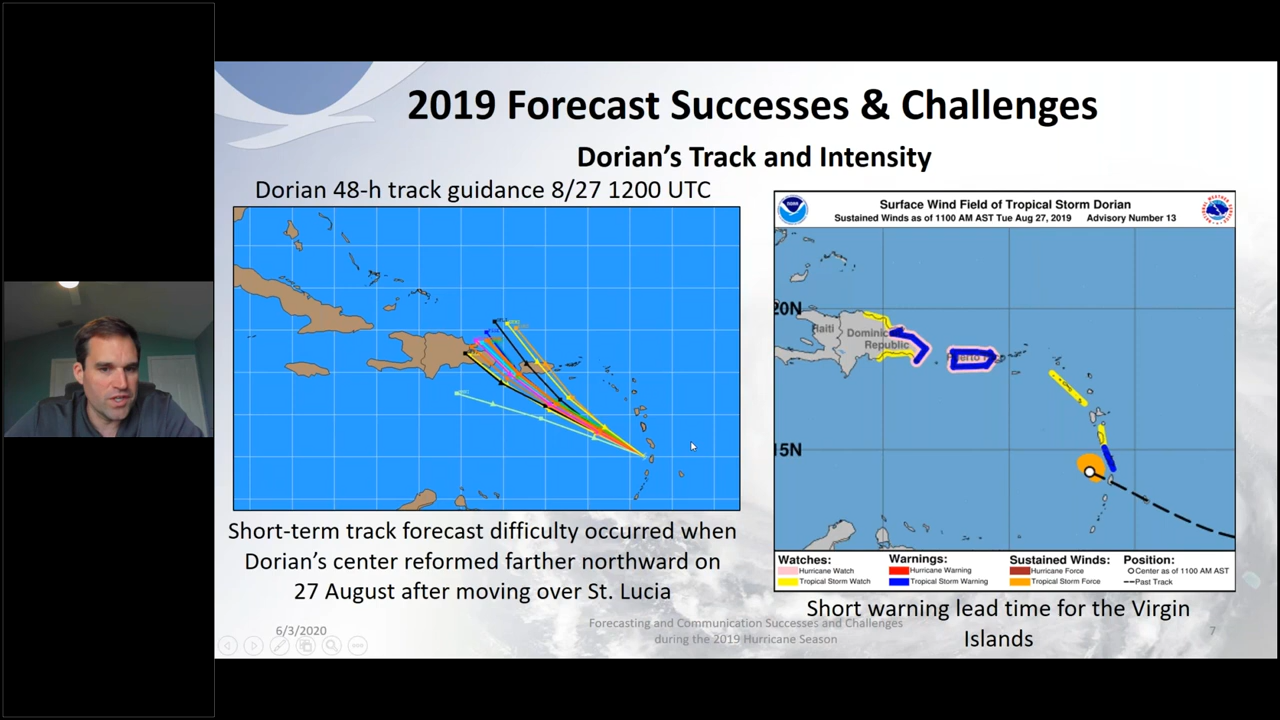 2019 Forecast Successes & Challenges
Dorian's Track and Intensity
Dorian 48-h track guidance 8/27 1200 UTC
Short-term track forecast difficulty occurred when
Dorian's center reformed farther northward on
27 August after moving over St. Lucia
Surface Wind Field of Tropical Storm Dorian
Sustained Winds as of 1100 AM AST Tue Aug 27, 2019 Advisory Number 13
20N
Haiti
Dominic
Republic
15N
Watches: Warnings: Sustained Winds: Position:
Hurricane Watch Hurricane Warning Hurricane Force Center as of 1100 AM AST
Tropical Storm Watch Tropical Storm Warning Tropical Storm Force Past Track
Short warning lead time for the Virgin
Islands
6/3/2020
Forecasting and Communication Successes and Challenges
during the 2019 Hurricane Season
7